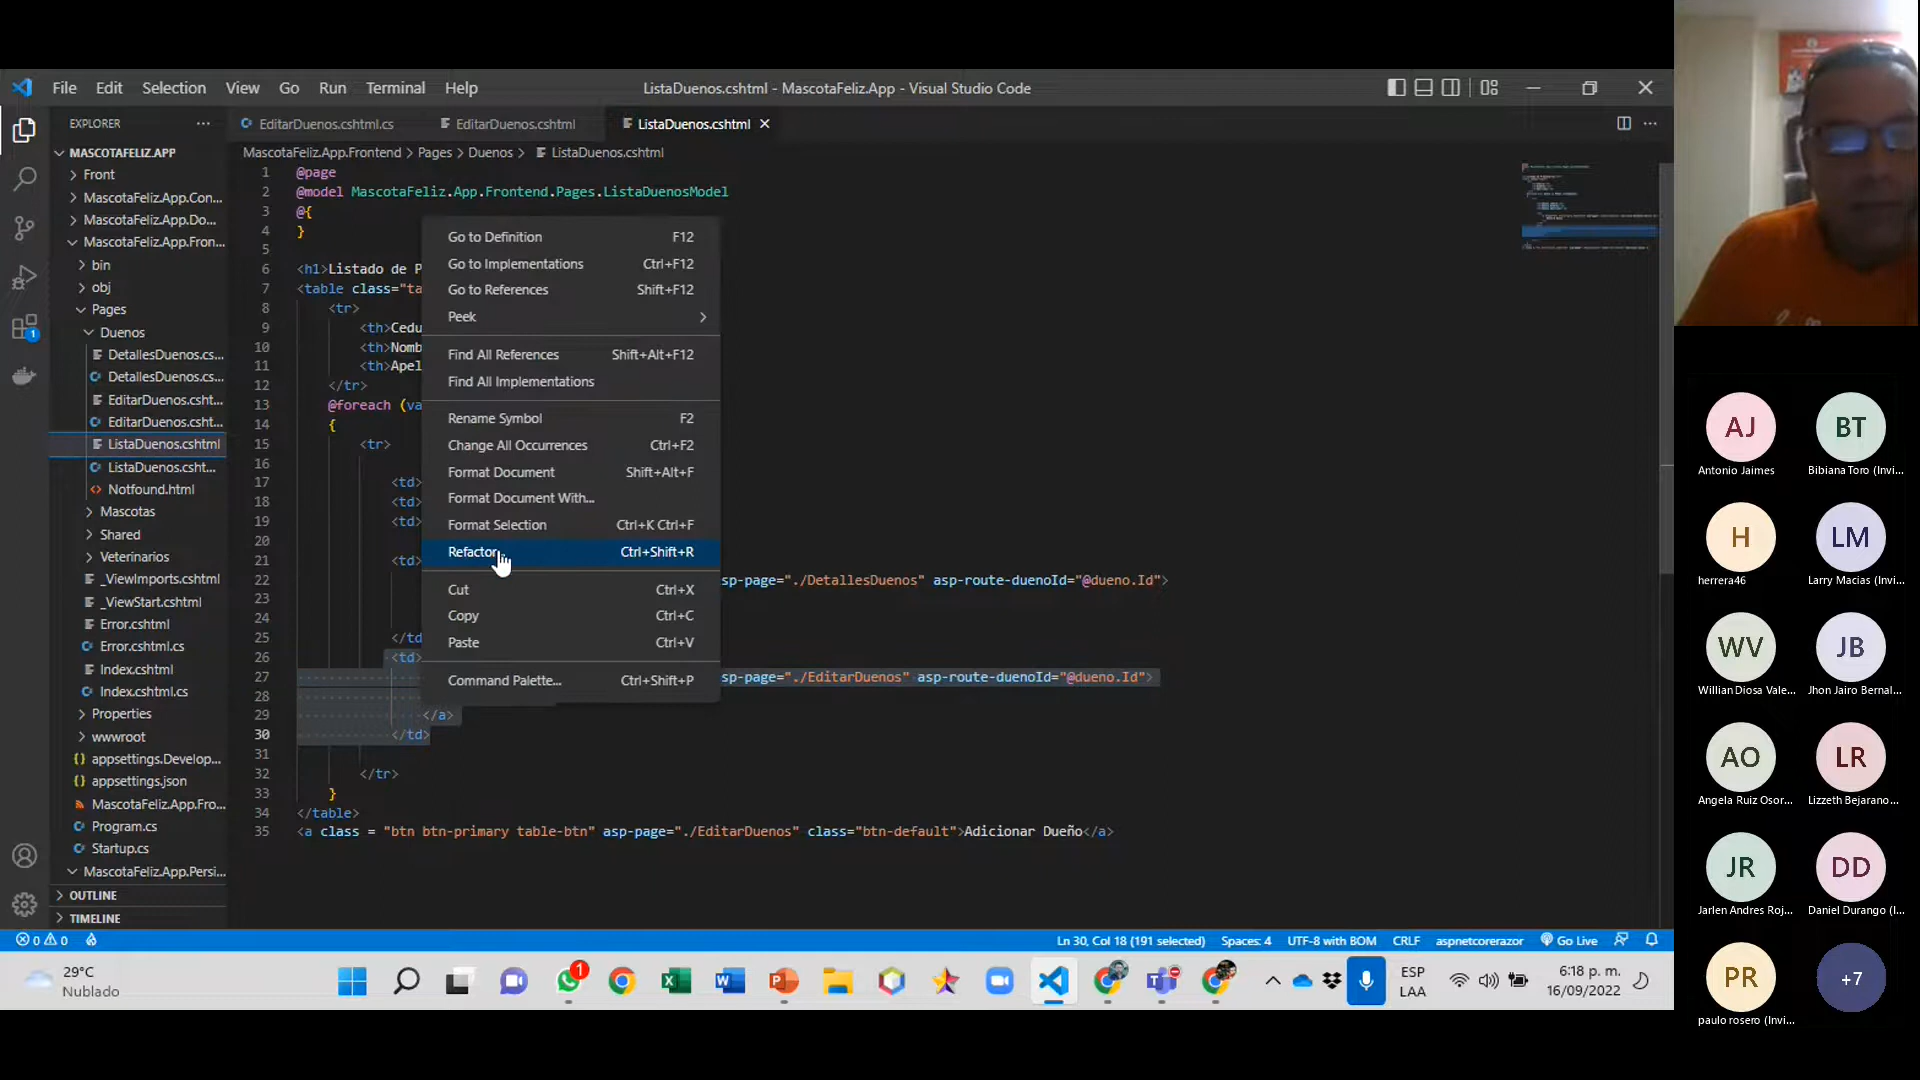 File Edit Selection View Go Run Terminal Help
ListaDuenos.cshtml - MascotaFeliz.App - Visual Studio Code
EXPLORER
EditarDuenos.cshtml.cs
EditarDuenos.cshtml
ListaDuenos.cshtml
MascotaFeliz.App.Frontend > Pages > Duenos > ListaDuenos.cshtml
MASCOTAFELIZ.APP
Front
MascotaFeliz.App.Con...
MascotaFeliz.App.Do...
MascotaFeliz.App.Fron...
bin
obj
Pages
Duenos
DetallesDuenos.cs...
DetallesDuenos.cs...
EditarDuenos.csht...
EditarDuenos.csht...
ListaDuenos.cshtml
ListaDuenos.csht...
Notfound.html
Mascotas
Shared
Veterinarios
_ViewImports.cshtml
_ViewStart.cshtml
Error.cshtml
Error.cshtml.cs
Index.cshtml
Index.cshtml.cs
Properties
wwwroot
appsettings.Develop...
appsettings.json
MascotaFeliz.App.Fro...
Program.cs
Startup.cs
MascotaFeliz.App.Persi...
OUTLINE
TIMELINE
1 @page
2 @model MascotaFeliz.App.Frontend.Pages.ListaDuenosModel
3 @{
4 }
5
6 <h1>Listado de P
7 <table class="ta
8 <tr>
9 <th>Cedu
10 <th>Nomb
11 <th>Apel
12 </tr>
13 @foreach (va
14 {
15 <tr>
16
17 <td>
18 <td>
19 <td>
20
21 <td>
22 sp-page="./DetallesDuenos" asp-route-duenoId="@dueno.Id">
23
25 </td
26 <td>
27 sp-page="./EditarDuenos" asp-route-duenoId="@dueno.Id">
28
29 </a>
30 </td>
31
32 </tr>
33 }
34 </table>
35 <a class = "btn btn-primary table-btn" asp-page="./EditarDuenos" class="btn-default">Adicionar Dueño</a>
Go to Definition F12
Go to Implementations Ctrl+F12
Go to References Shift+F12
Peek
Find All References Shift+Alt+F12
Find All Implementations
Rename Symbol F2
Change All Occurrences Ctrl+F2
Format Document Shift+Alt+F
Format Document With...
Format Selection Ctrl+K Ctrl+F
Refactor... Ctrl+Shift+R
Cut Ctrl+X
Copy Ctrl+C
Paste Ctrl+V
Command Palette... Ctrl+Shift+P
1
0 0
Ln 30, Col 18 (191 selected) Spaces: 4 UTF-8 with BOM CRLF aspnetcorerazor Go Live
29°C
Nublado
1
ESP
LAA
6:18 p. m.
16/09/2022
AJ
Antonio Jaimes
BT
Bibiana Toro (Invi...
H
herrera46
LM
Larry Macias (Invi...
WV
Willian Diosa Vale...
JB
Jhon Jairo Bernal...
AO
Angela Ruiz Osor...
LR
Lizzeth Bejarano...
JR
Jarlen Andres Roj...
DD
Daniel Durango (I...
PR
paulo rosero (Invi...
+7